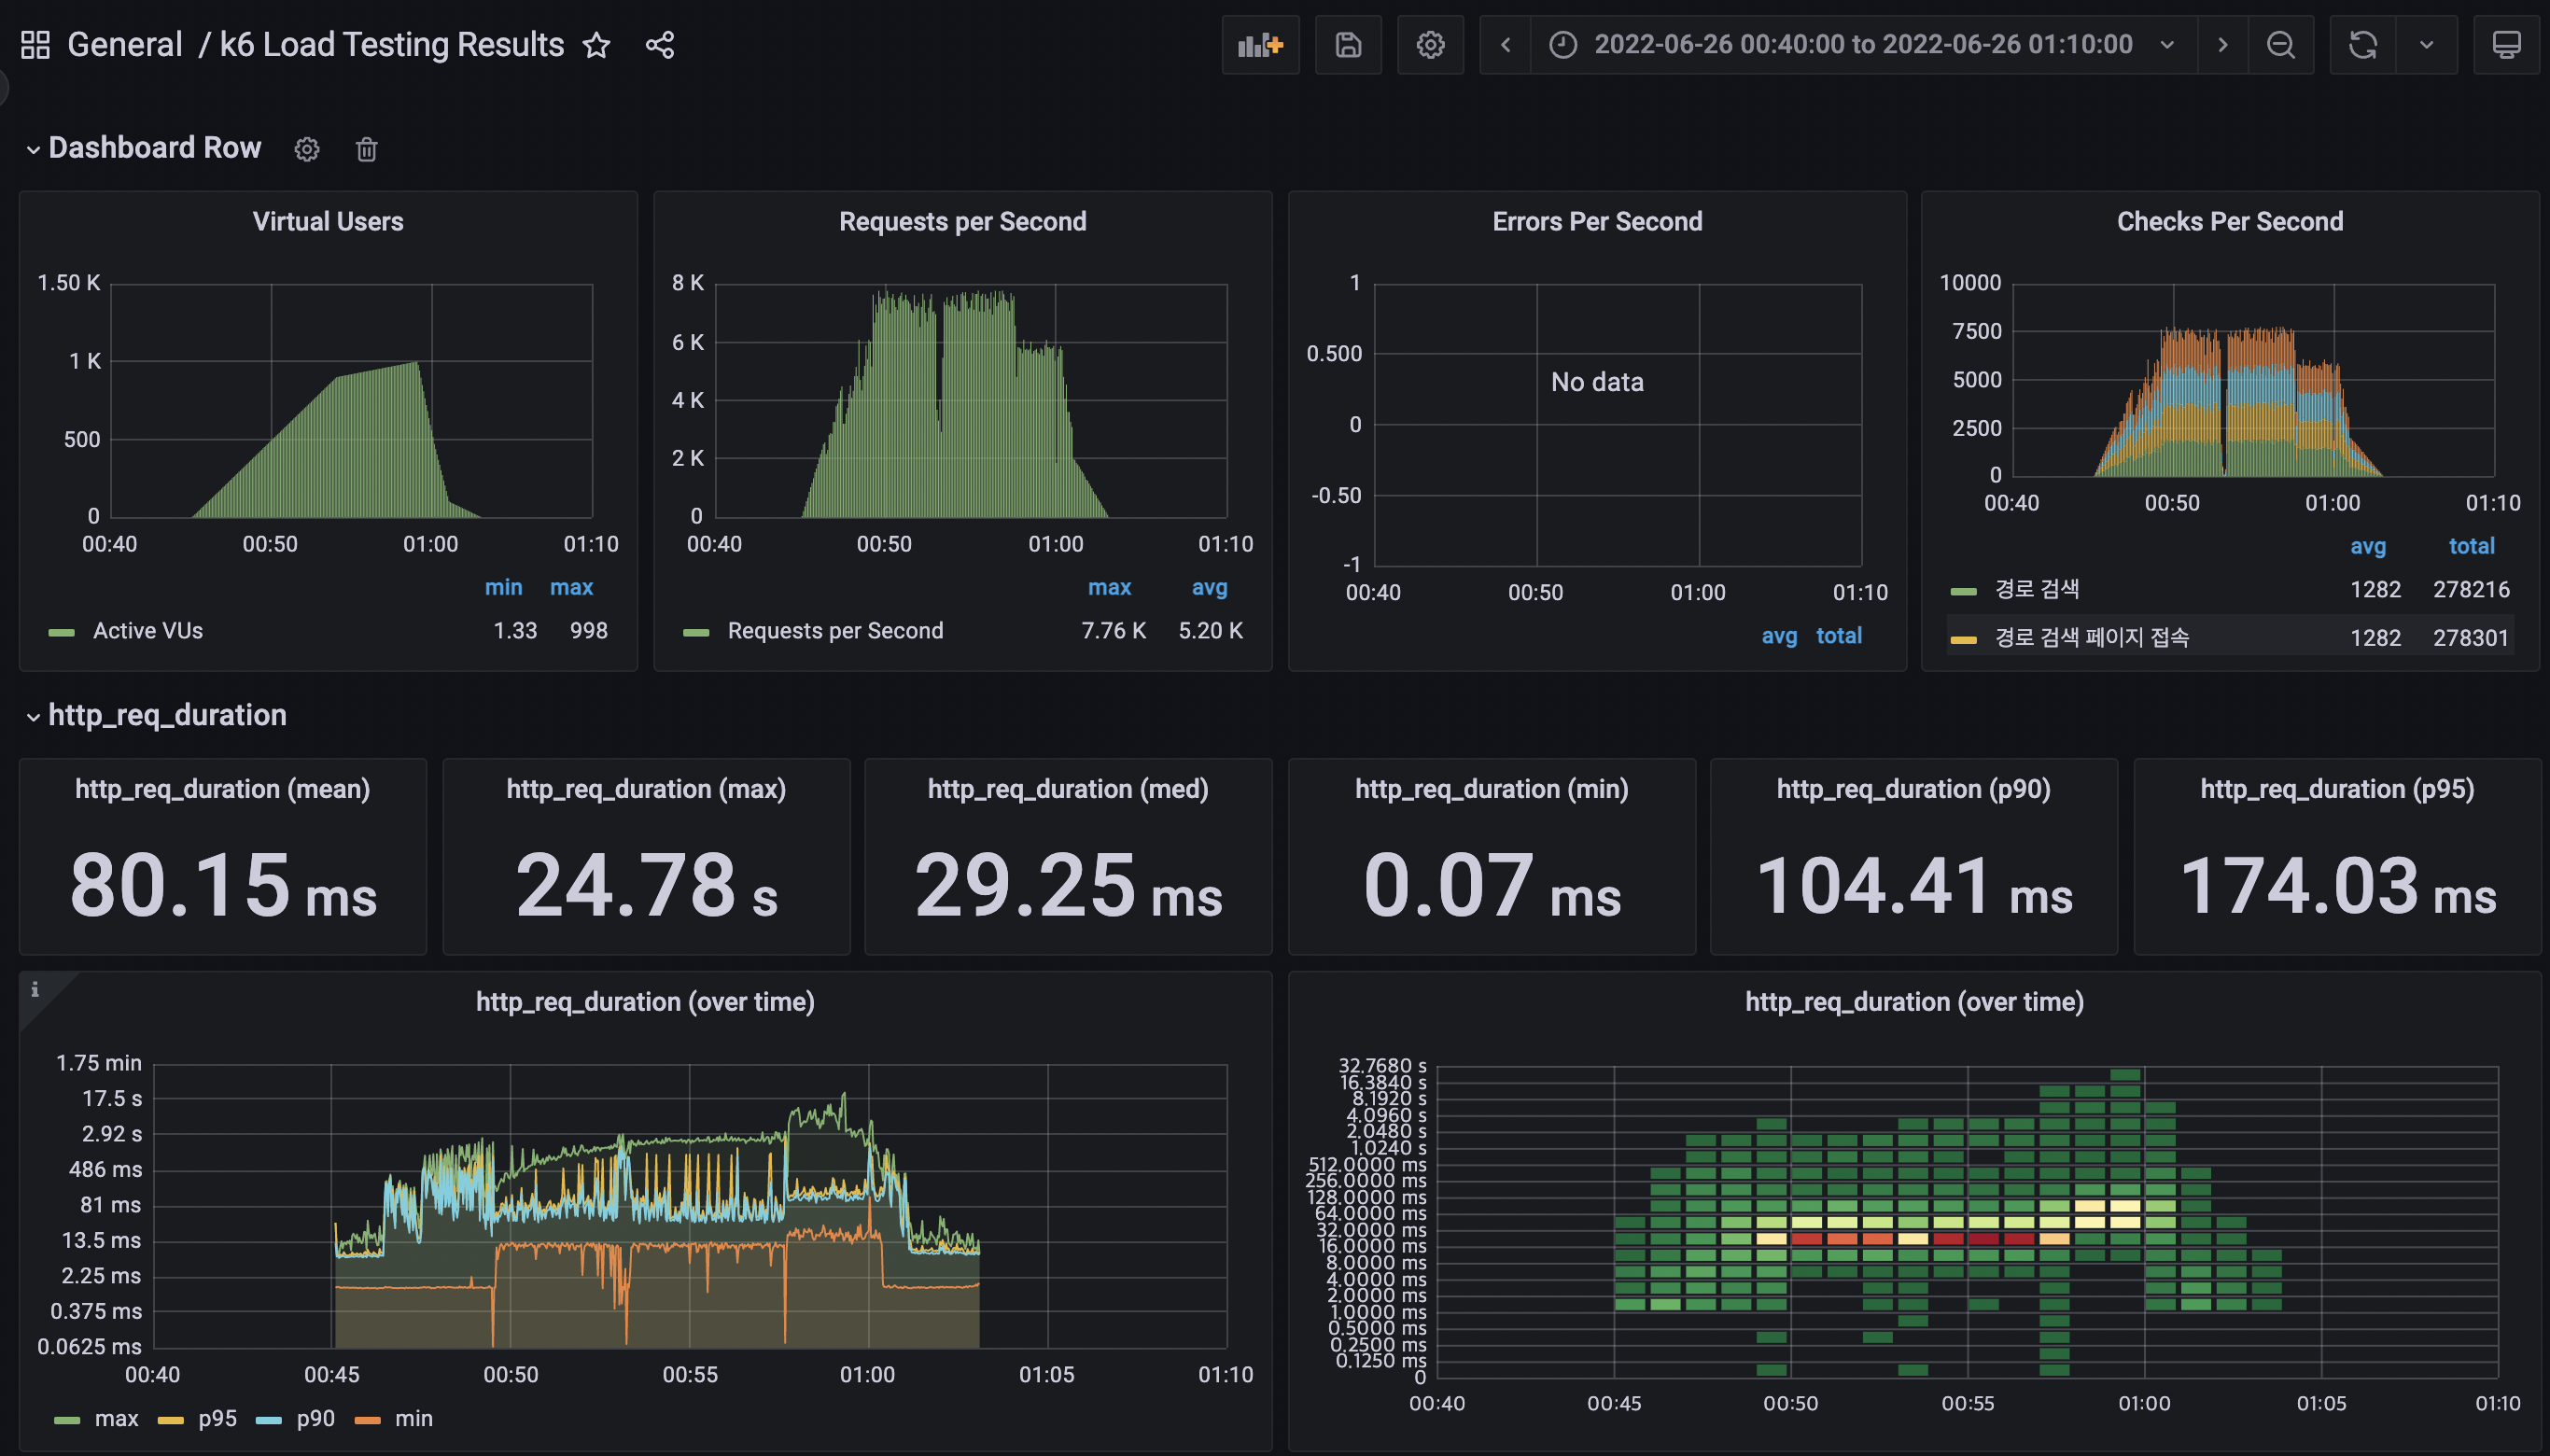 General / k6 Load Testing Results
2022-06-26 00:40:00 to 2022-06-26 01:10:00
Dashboard Row
Virtual Users
1.50 K
1 K
500
0
00:40 00:50 01:00 01:10
min max
Active VUs 1.33 998
Requests per Second
8 K
6 K
4 K
2 K
0
00:40 00:50 01:00 01:10
max avg
Requests per Second 7.76 K 5.20 K
Errors Per Second
1
0.500
0
-0.50
-1
No data
00:40 00:50 01:00 01:10
avg total
Checks Per Second
10000
7500
5000
2500
0
00:40 00:50 01:00 01:10
avg total
경로 검색 1282 278216
경로 검색 페이지 접속 1282 278301
http_req_duration
http_req_duration (mean)
80.15 ms
http_req_duration (max)
24.78 s
http_req_duration (med)
29.25 ms
http_req_duration (min)
0.07 ms
http_req_duration (p90)
104.41 ms
http_req_duration (p95)
174.03 ms
i
http_req_duration (over time)
1.75 min
17.5 s
2.92 s
486 ms
81 ms
13.5 ms
2.25 ms
0.375 ms
0.0625 ms
00:40 00:45 00:50 00:55 01:00 01:05 01:10
max p95 p90 min
http_req_duration (over time)
32.7680 s
16.3840 s
8.1920 s
4.0960 s
2.0480 s
1.0240 s
512.0000 ms
256.0000 ms
128.0000 ms
64.0000 ms
32.0000 ms
16.0000 ms
8.0000 ms
4.0000 ms
2.0000 ms
1.0000 ms
0.5000 ms
0.2500 ms
0.1250 ms
0
00:40 00:45 00:50 00:55 01:00 01:05 01:10